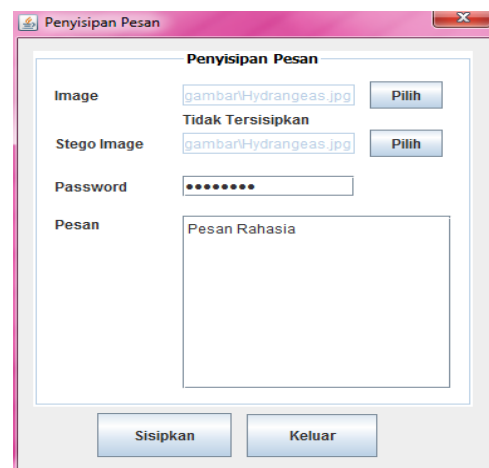 Penyisipan Pesan
Penyisipan Pesan
Image gambar\Hydrangeas.jpg Pilih
Tidak Tersisipkan
Stego Image gambar\Hydrangeas.jpg Pilih
Password ••••••••
Pesan Pesan Rahasia
Sisipkan Keluar